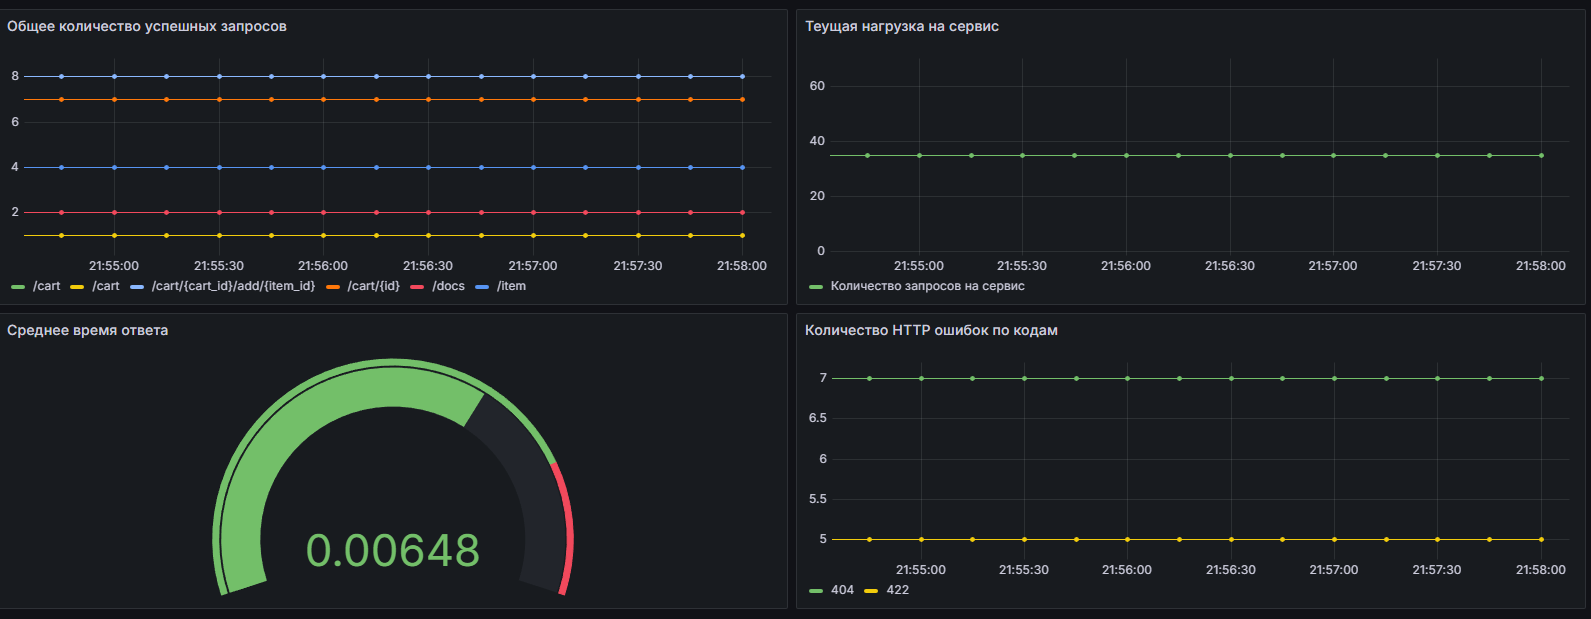 Общее количество успешных запросов
8
6
4
2
21:55:00 21:55:30 21:56:00 21:56:30 21:57:00 21:57:30 21:58:00
/cart /cart /cart/{cart_id}/add/{item_id} /cart/{id} /docs /item
Теущая нагрузка на сервис
60
40
20
0
21:55:00 21:55:30 21:56:00 21:56:30 21:57:00 21:57:30 21:58:00
Количество запросов на сервис
Среднее время ответа
0.00648
Количество HTTP ошибок по кодам
7
6.5
6
5.5
5
21:55:00 21:55:30 21:56:00 21:56:30 21:57:00 21:57:30 21:58:00
404 422